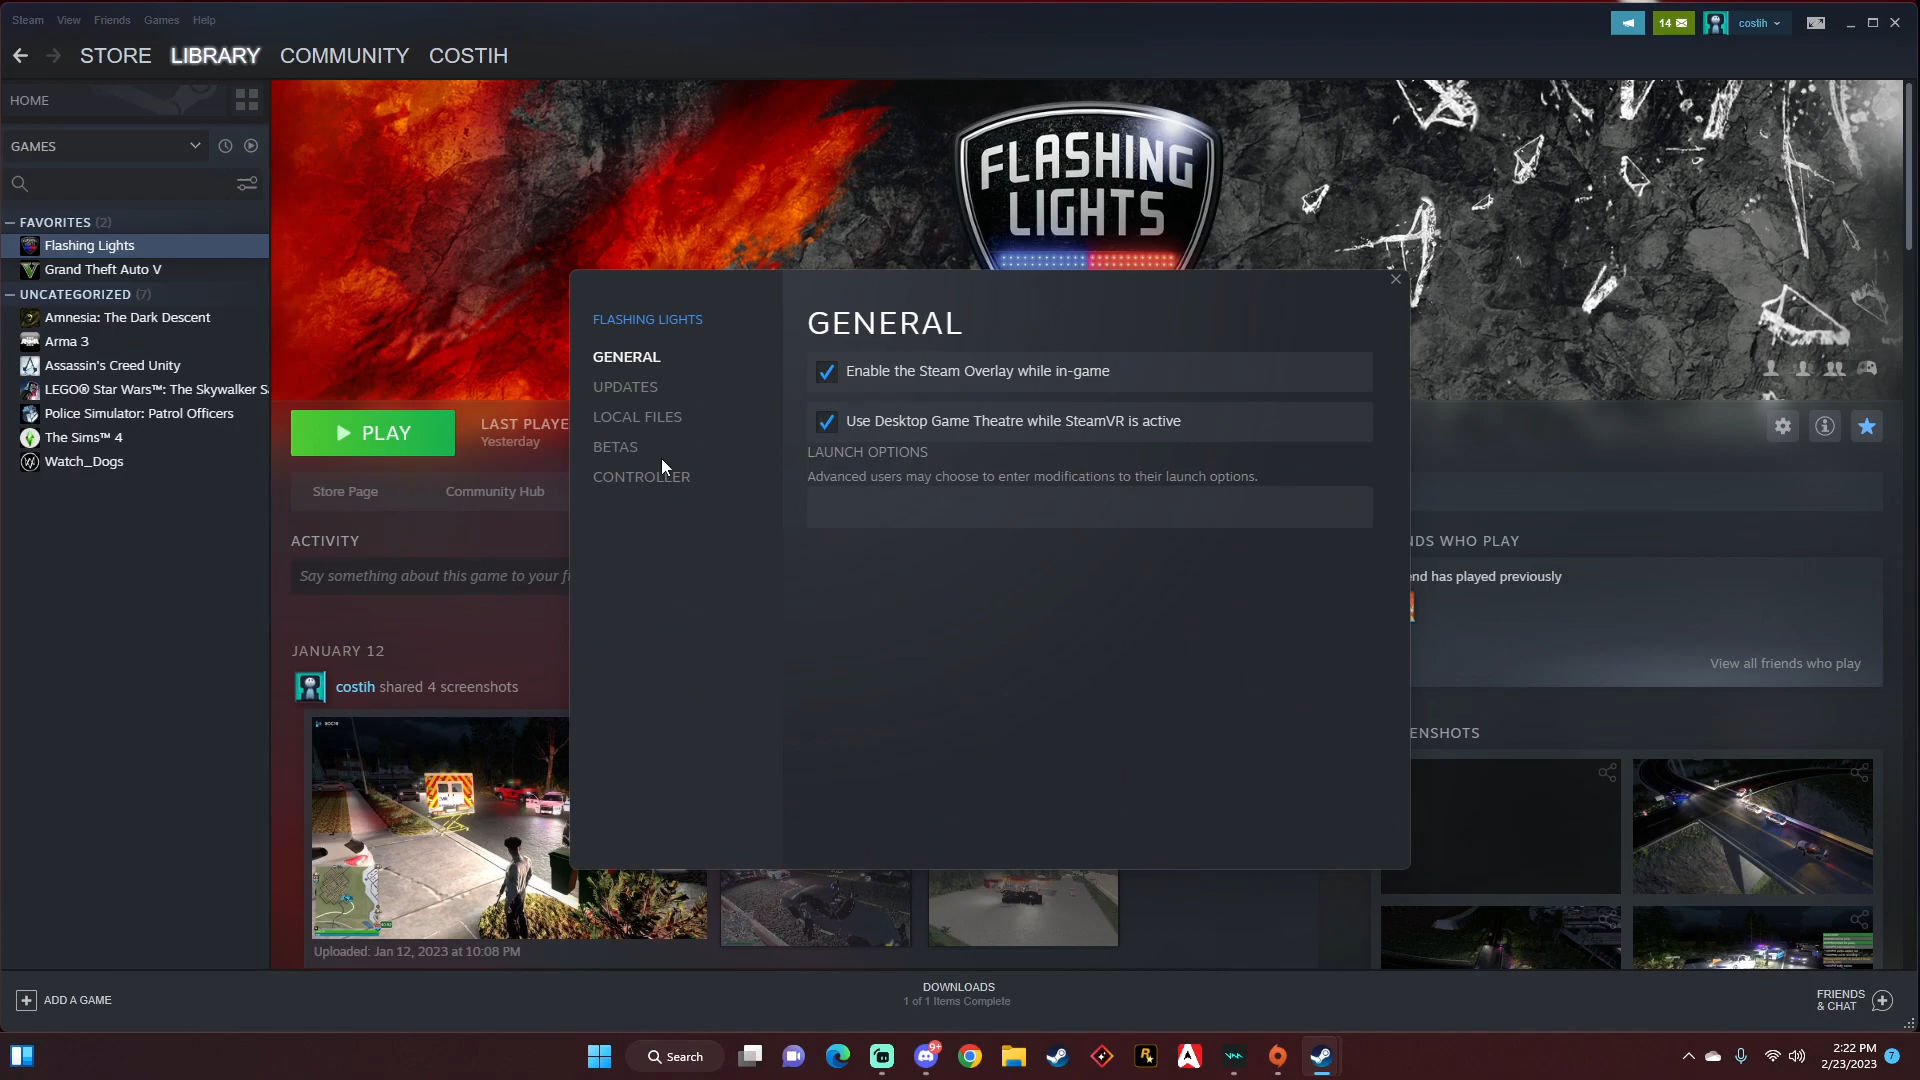 Steam View Friends Games Help
14
costih
STORE LIBRARY COMMUNITY COSTIH
HOME
GAMES
FAVORITES (2)
Flashing Lights
Grand Theft Auto V
UNCATEGORIZED (7)
Amnesia: The Dark Descent
Arma 3
Assassin's Creed Unity
LEGO® Star Wars™: The Skywalker Sa
Police Simulator: Patrol Officers
The Sims™ 4
Watch_Dogs
FLASHING
LIGHTS
PLAY
LAST PLAYE
Yesterday
Store Page
Community Hub
ACTIVITY
Say something about this game to your fr
JANUARY 12
costih shared 4 screenshots
Uploaded: Jan 12, 2023 at 10:08 PM
FLASHING LIGHTS
GENERAL
UPDATES
LOCAL FILES
BETAS
CONTROLLER
GENERAL
Enable the Steam Overlay while in-game
Use Desktop Game Theatre while SteamVR is active
LAUNCH OPTIONS
Advanced users may choose to enter modifications to their launch options.
NDS WHO PLAY
end has played previously
View all friends who play
ENSHOTS
ADD A GAME
DOWNLOADS
1 of 1 Items Complete
FRIENDS
& CHAT
Search
9+
2:22 PM
2/23/2023
7